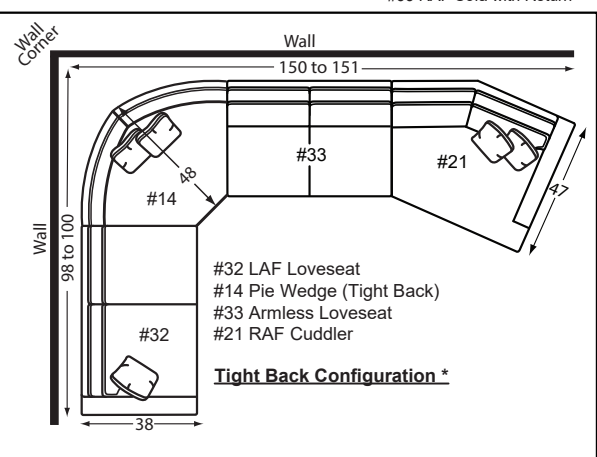 Wall
Corner
Wall
150 to 151
#33
#21
48
#14
47
Wall
98 to 100
#32 LAF Loveseat
#14 Pie Wedge (Tight Back)
#33 Armless Loveseat
#21 RAF Cuddler
#32
Tight Back Configuration *
38